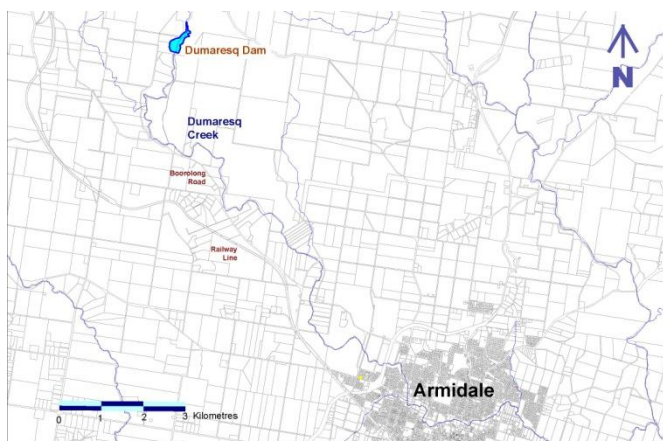 Dumaresq Dam
N
Dumaresq
Creek
Boorolong
Road
Railway
Line
Armidale
0 1 2 3 Kilometres